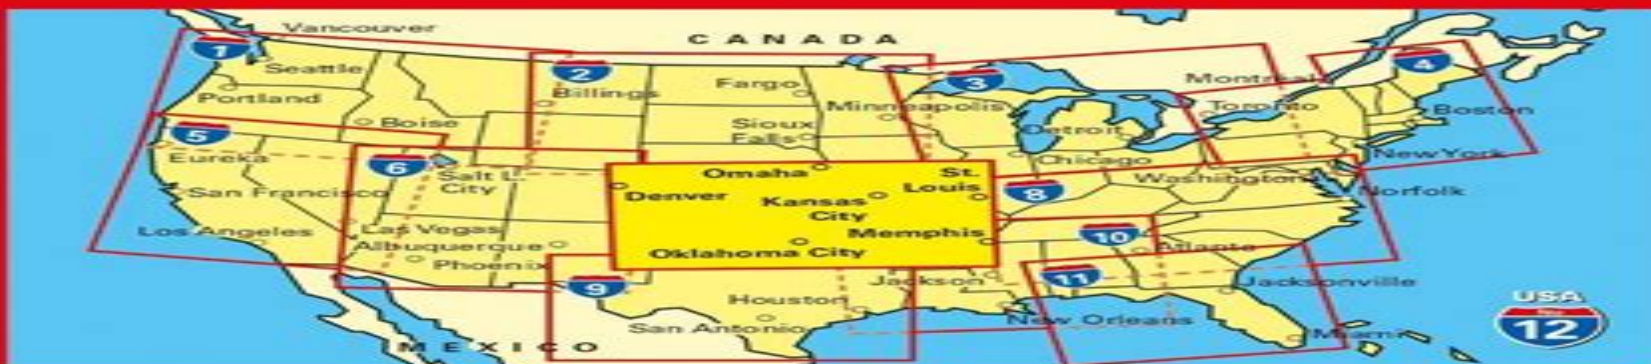 Vancouver
CANADA
1
2
3
4
Seattle
Billings
Fargo
Montreal
Portland
Minneapolis
Toronto
Boston
Boise
Sioux
Falls
Detroit
5
Eureka
6
Chicago
New York
Salt L.
City
Omaha
St.
Louis
Washington
San Francisco
Denver
Kansas
City
8
Norfolk
Los Angeles
Las Vegas
Memphis
10
Albuquerque
Oklahoma City
Atlanta
Phoenix
9
Jackson
11
Jacksonville
Houston
USA
No
12
San Antonio
New Orleans
Miami
MEXICO